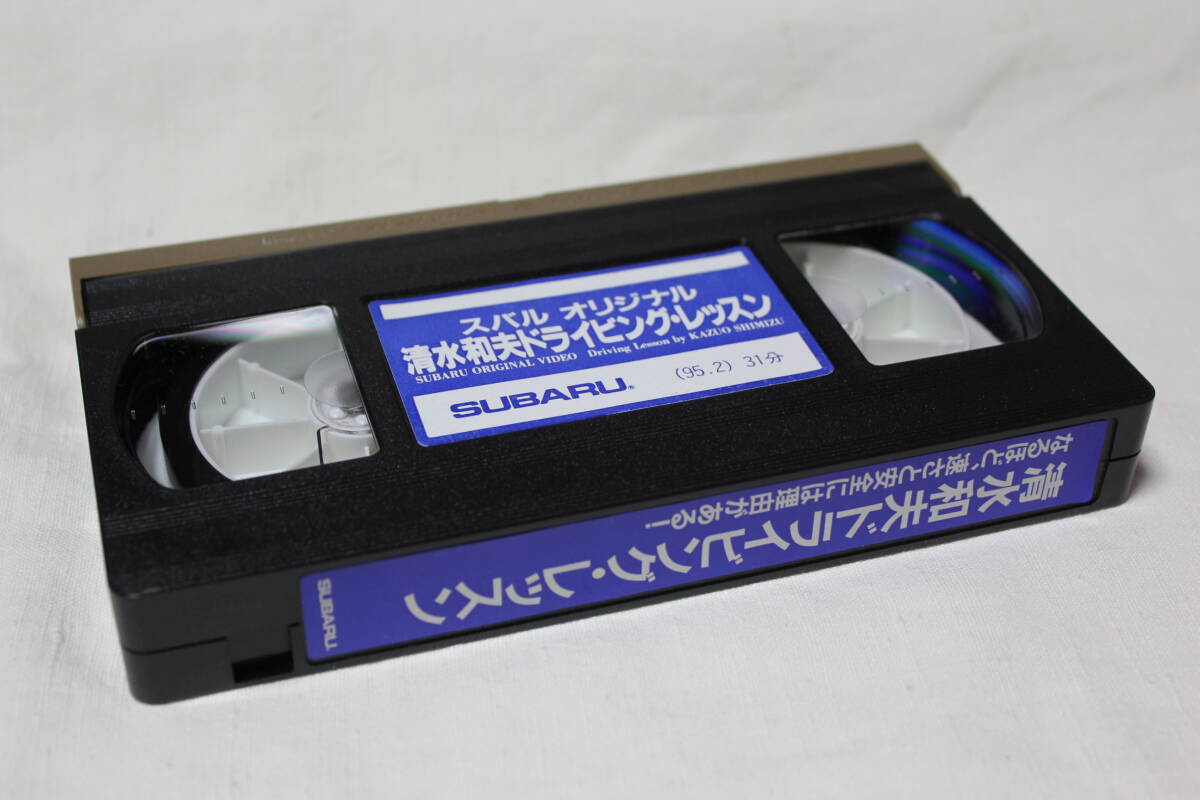 スバル オリジナル
清水和夫ドライビング・レッスン
SUBARU ORIGINAL VIDEO Driving Lesson by KAZUO SHIMIZU
SUBARU® (95.2) 31分
清水和夫ドライビング・レッスン
なるほど、速さと安全には理由がある!
SUBARU®